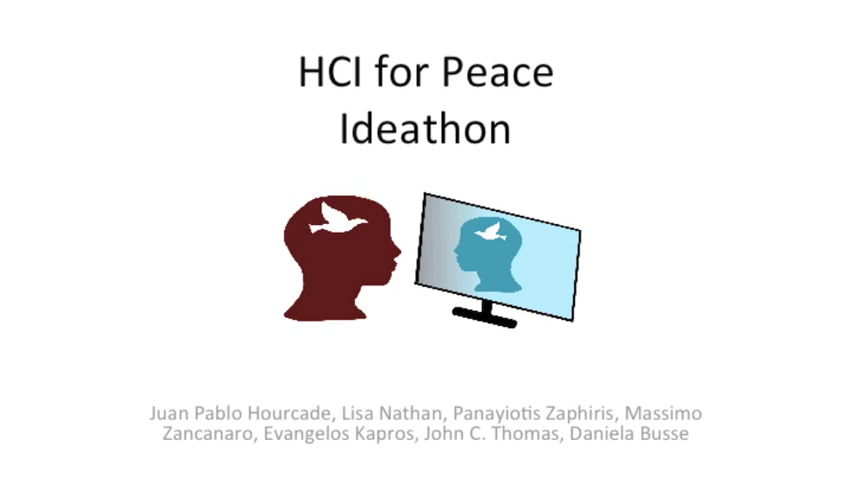 HCI for Peace
Ideathon
Juan Pablo Hourcade, Lisa Nathan, Panayiotis Zaphiris, Massimo
Zancanaro, Evangelos Kapros, John C. Thomas, Daniela Busse